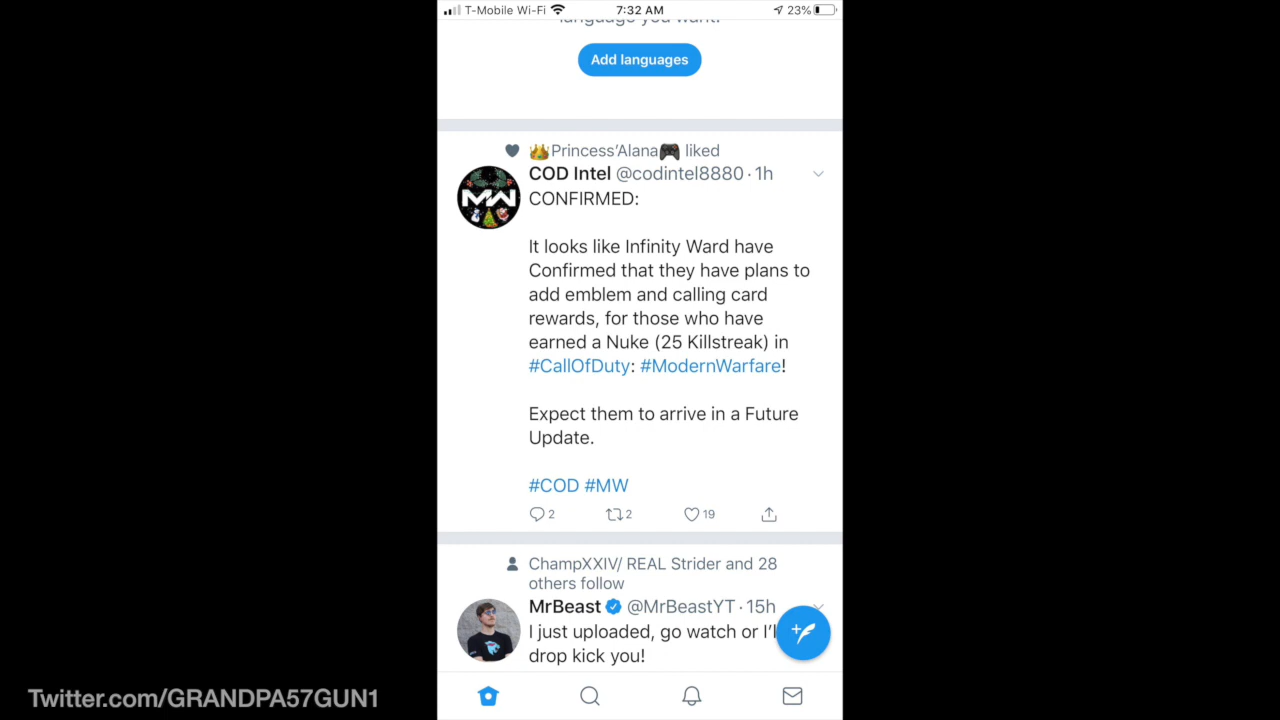 T-Mobile Wi-Fi 7:32 AM 23%
language you want.
Add languages
Princess'Alana liked
COD Intel @codintel8880 · 1h
MW
CONFIRMED:
It looks like Infinity Ward have
Confirmed that they have plans to
add emblem and calling card
rewards, for those who have
earned a Nuke (25 Killstreak) in
#CallOfDuty: #ModernWarfare!
Expect them to arrive in a Future
Update.
#COD #MW
2 2 19
ChampXXIV/ REAL Strider and 28
others follow
MrBeast @MrBeastYT · 15h
I just uploaded, go watch or I'll
drop kick you!
Twitter.com/GRANDPA57GUN1